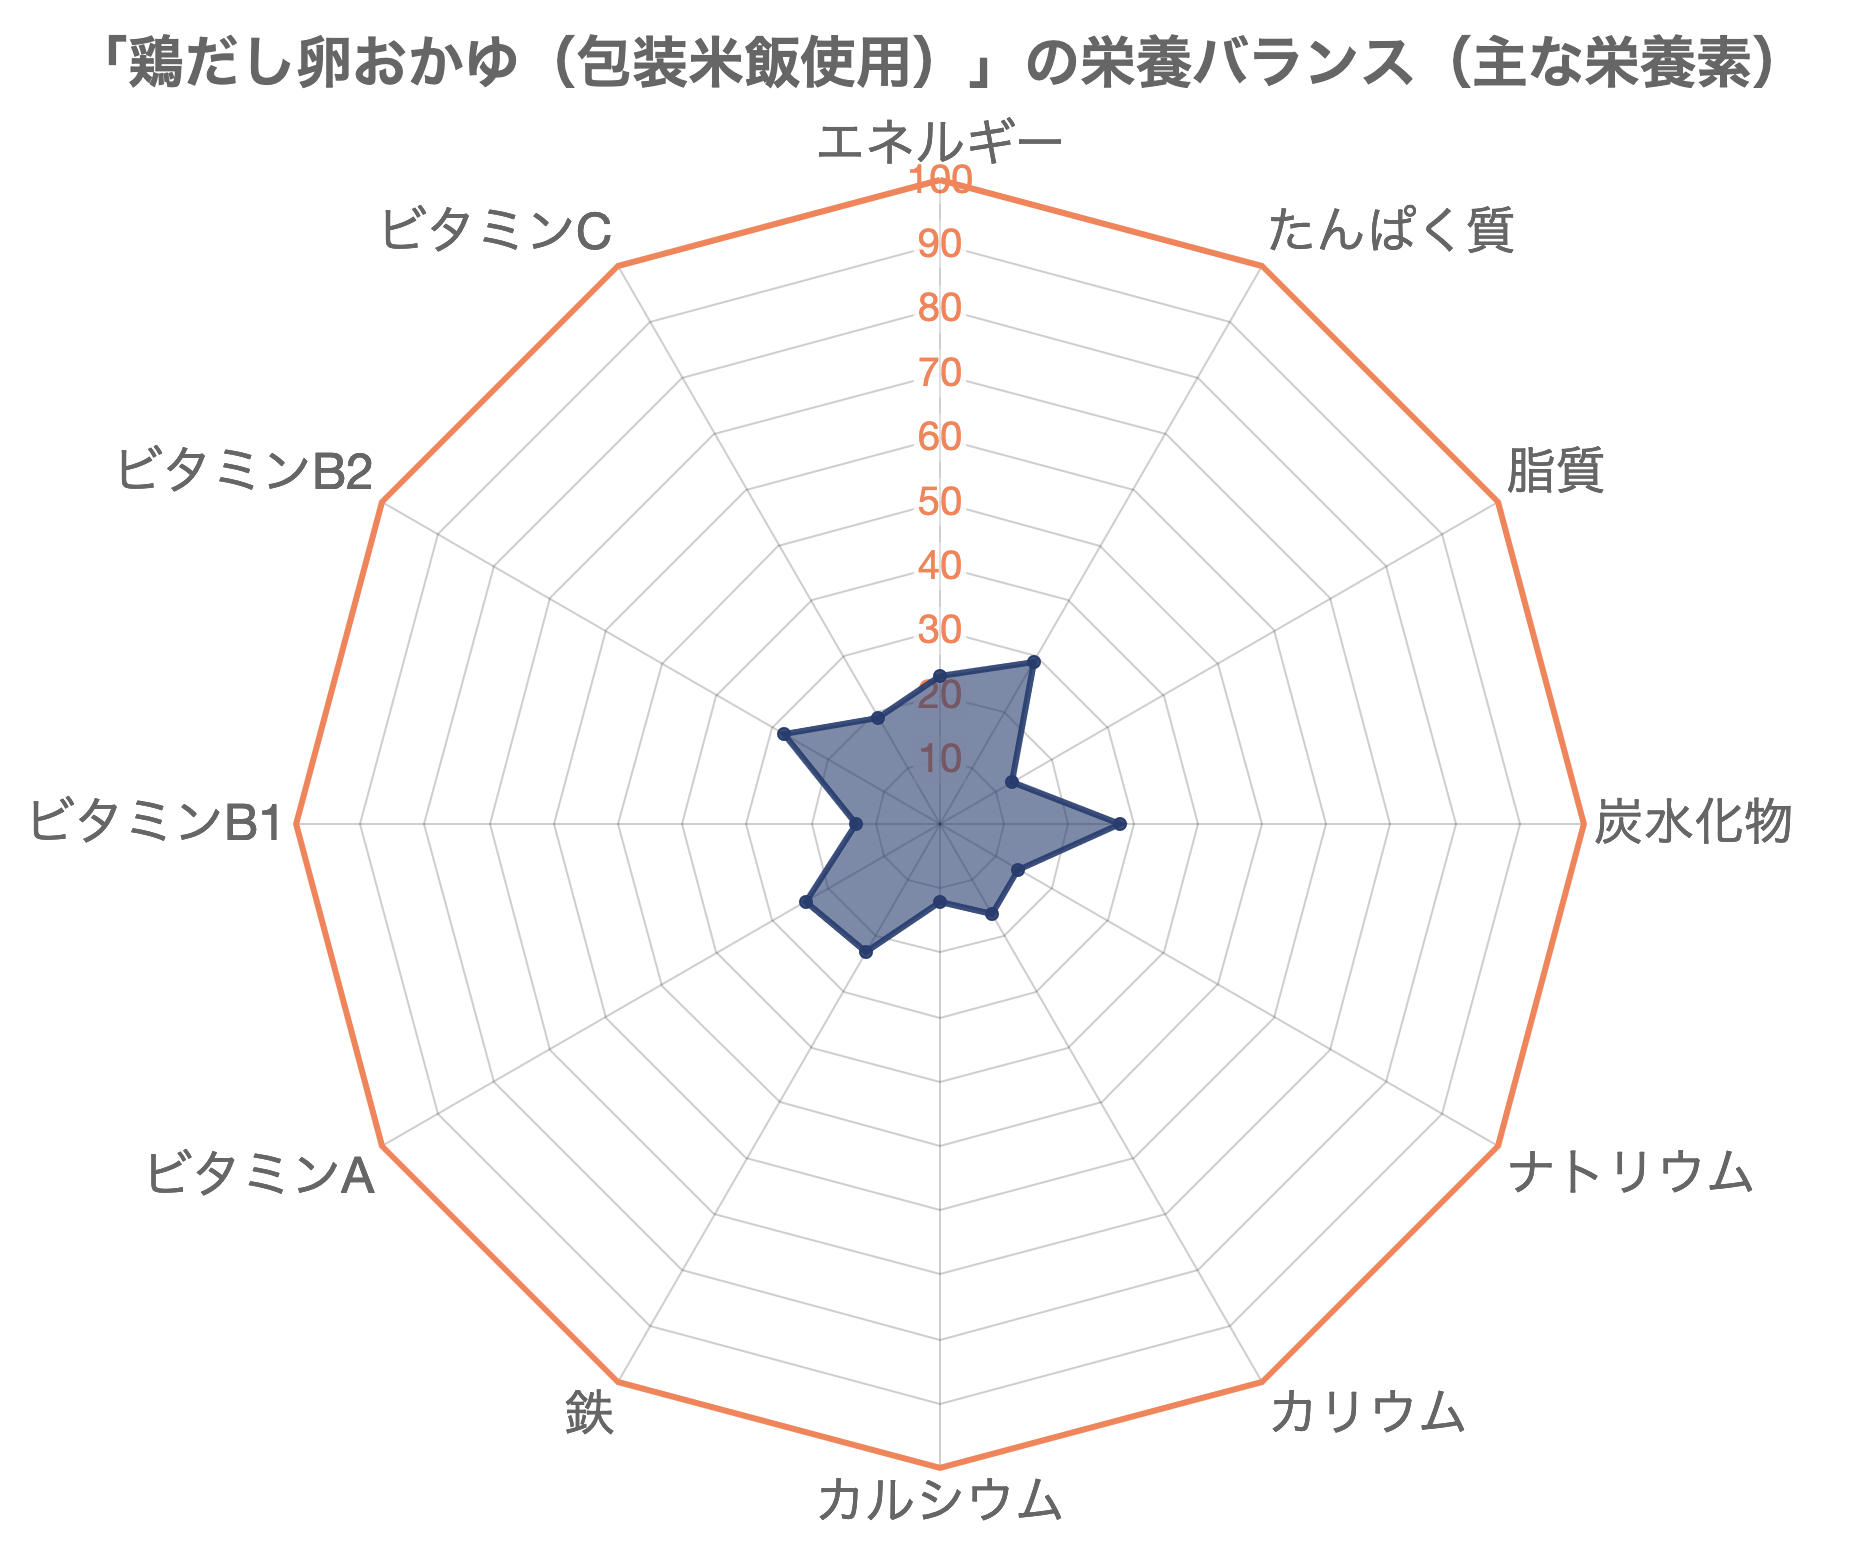 「鶏だし卵おかゆ（包装米飯使用）」の栄養バランス（主な栄養素）
エネルギー
100
ビタミンC
たんぱく質
90
80
70
60
ビタミンB2
脂質
50
40
30
20
10
ビタミンB1
炭水化物
ビタミンA
ナトリウム
鉄
カリウム
カルシウム